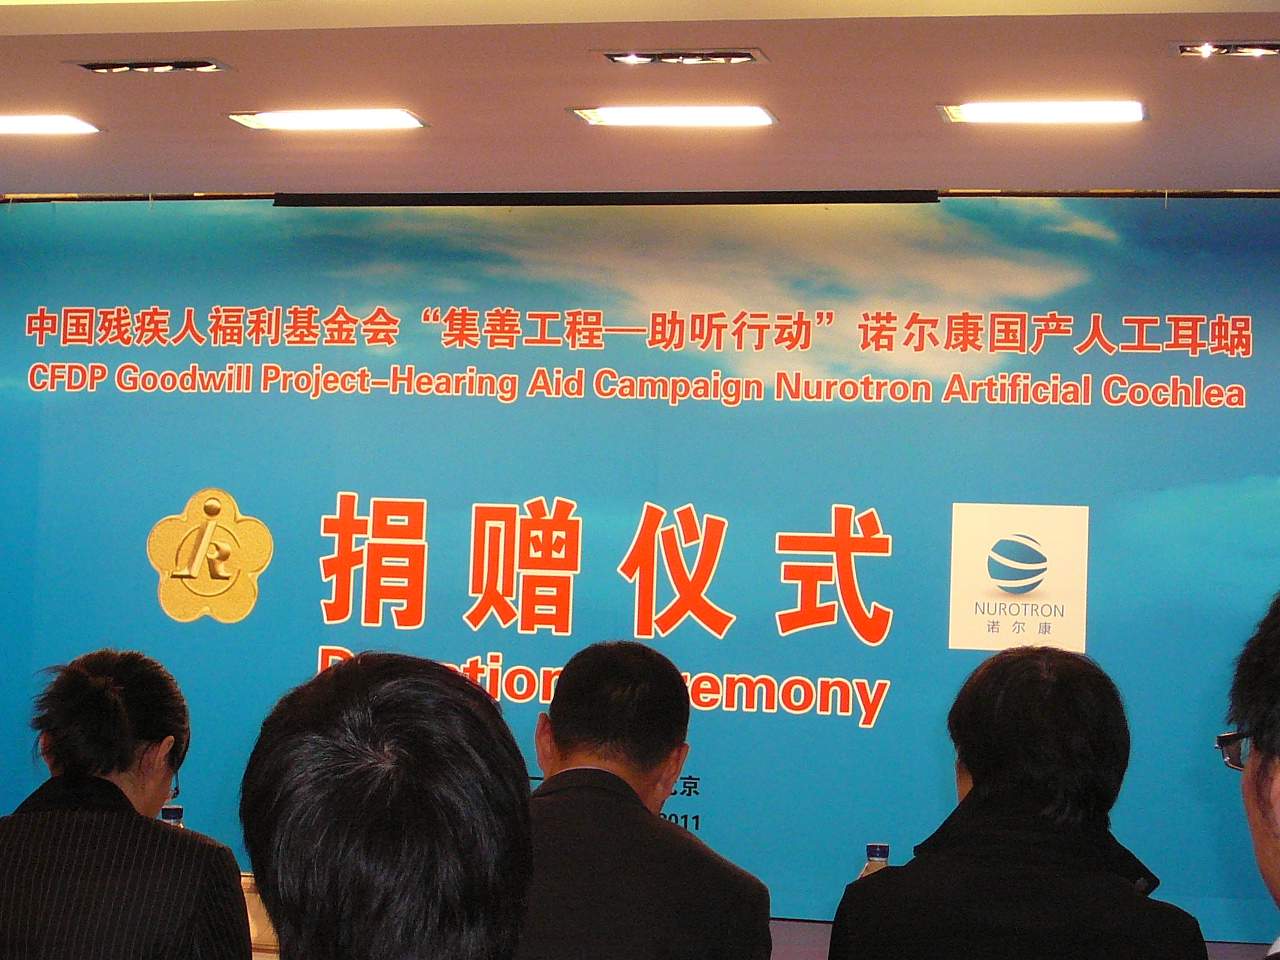 中国残疾人福利基金会“集善工程—助听行动”诺尔康国产人工耳蜗
CFDP Goodwill Project-Hearing Aid Campaign Nurotron Artificial Cochlea
捐赠仪式
NUROTRON
诺尔康
京
2011